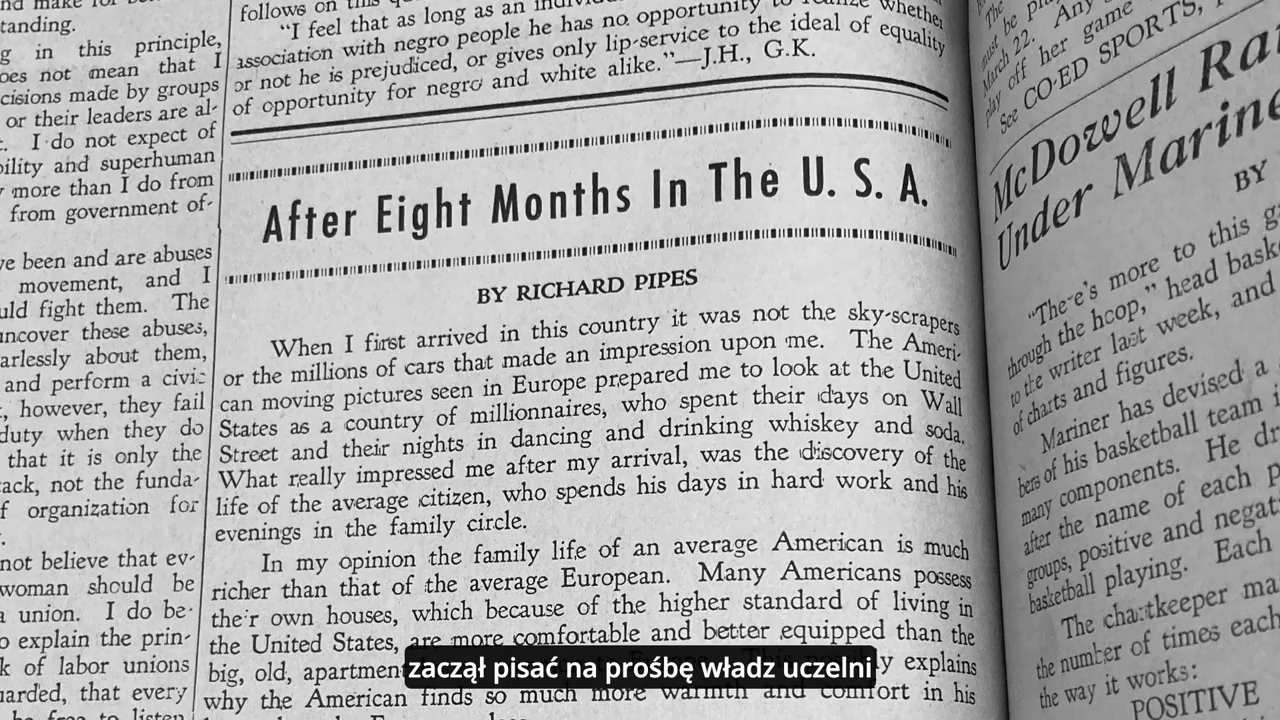 and make for
tanding.
g in this principle,
oes not mean that I
cisions made by groups
or their leaders are al-
I do not expect of
bility and superhuman
more than I do from
from government of-
ve been and are abuses
movement, and I
uld fight them. The
uncover these abuses,
earlessly about them,
and perform a civic
, however, they fail
duty when they do
that it is only the
tack, not the funda-
f organization for
not believe that ev-
woman should be
a union. I do be-
o explain the prin-
k of labor unions
uarded, that every
be free to listen
follows on this
"I feel that as long as an
association with negro people he has no opportunity to realize whether
or not he is prejudiced, or gives only lip-service to the ideal of equality
of opportunity for negro and white alike."—J.H., G.K.
After Eight Months In The U. S. A.
BY RICHARD PIPES
When I first arrived in this country it was not the sky-scrapers
or the millions of cars that made an impression upon me. The Ameri-
can moving pictures seen in Europe prepared me to look at the United
States as a country of millionnaires, who spent their days on Wall
Street and their nights in dancing and drinking whiskey and soda.
What really impressed me after my arrival, was the discovery of the
life of the average citizen, who spends his days in hard work and his
evenings in the family circle.
In my opinion the family life of an average American is much
richer than that of the average European. Many Americans possess
the'r own houses, which because of the higher standard of living in
the United States, are more comfortable and better equipped than the
big, old, apartmen y explains
why the American finds so much more warmth and comfort in his
The
must be
March 22. Any
play off her game
See CO-ED SPORTS,
McDowell
Under Marine
BY
"There's more to this
through the hoop," head
to the writer last week, and
of charts and figures.
Mariner has devised a
bers of his basketball team
many components. He
after the name of each
groups, positive and
basketball playing. Each
The chartkeeper
the number of times each
the way it works:
POSITIVE
zaczął pisać na prośbę władz uczelni